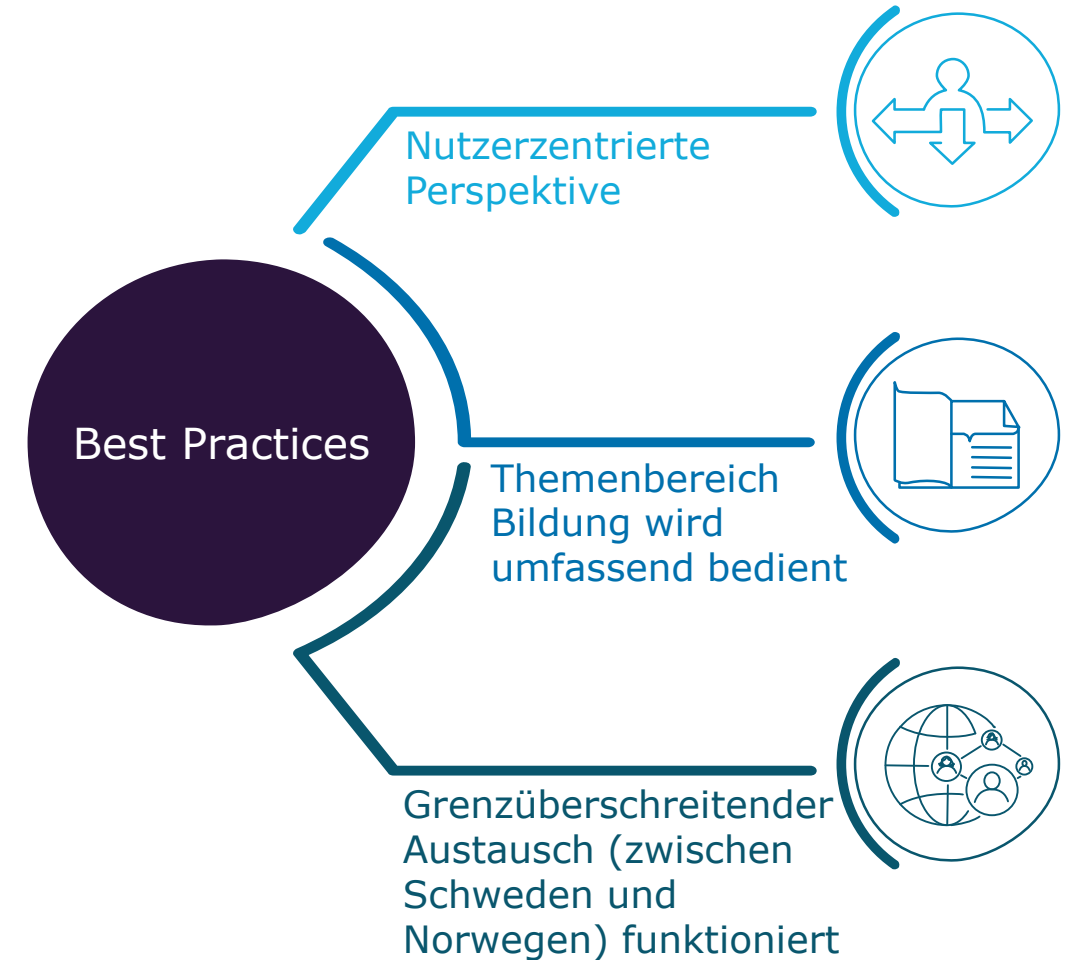 Nutzerzentrierte
Perspektive
Best Practices
Themenbereich
Bildung wird
umfassend bedient
Grenzüberschreitender
Austausch (zwischen
Schweden und
Norwegen) funktioniert